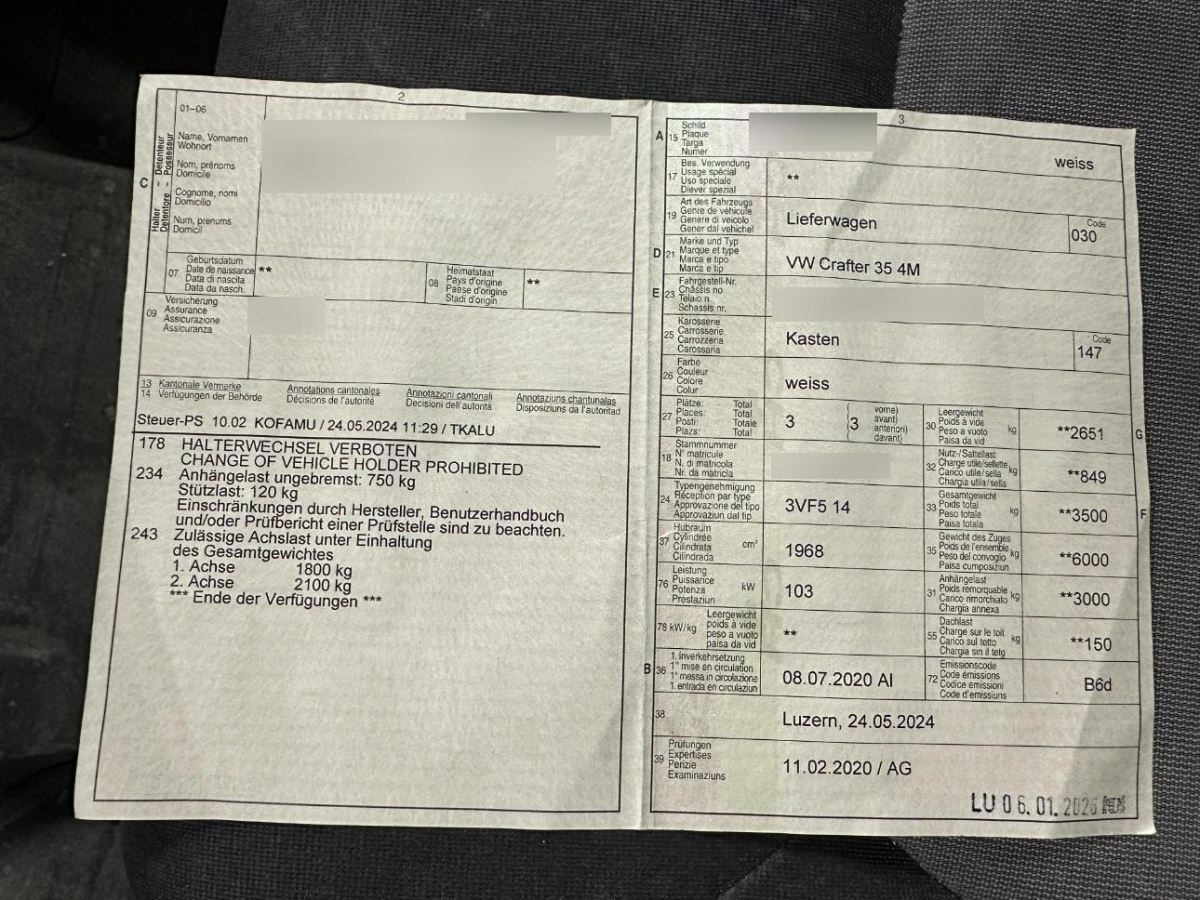 2
01–06
C
Halter Detenteur
Detentore Possessur
Name, Vornamen
Wohnort
Nom, prénoms
Domicile
Cognome, nomi
Domicilio
Num, prenums
Domicil
07
Geburtsdatum
Date de naissance
Data di nascita
Data da nasch.
**
08
Heimatstaat
Pays d'origine
Paese d'origine
Stadi d'origin
**
09
Versicherung
Assurance
Assicurazione
Assicuranza
13 Kantonale Vermerke
14 Verfügungen der Behörde
Annotations cantonales
Décisions de l'autorité
Annotazioni cantonali
Decisioni dell'autorità
Annotaziuns chantunalas
Disposiziuns da l'autoritad
Steuer-PS 10.02 KOFAMU / 24.05.2024 11:29 / TKALU
178 HALTERWECHSEL VERBOTEN
CHANGE OF VEHICLE HOLDER PROHIBITED
234 Anhängelast ungebremst: 750 kg
Stützlast: 120 kg
Einschränkungen durch Hersteller, Benutzerhandbuch
und/oder Prüfbericht einer Prüfstelle sind zu beachten.
243 Zulässige Achslast unter Einhaltung
des Gesamtgewichtes
1. Achse 1800 kg
2. Achse 2100 kg
*** Ende der Verfügungen ***
3
A 15
Schild
Plaque
Targa
Numer
weiss
17
Bes. Verwendung
Usage spécial
Uso speciale
Diever spezial
**
19
Art des Fahrzeugs
Genre de véhicule
Genere di veicolo
Gener dal vehichel
Lieferwagen
Code
030
D 21
Marke und Typ
Marque et type
Marca e tipo
Marca e tip
VW Crafter 35 4M
E 23
Fahrgestell-Nr.
Châssis no
Telaio n.
Schassis nr.
25
Karosserie
Carrosserie
Carrozzeria
Carossaria
Kasten
Code
147
26
Farbe
Couleur
Colore
Colur
weiss
27
Plätze: Total
Places: Total
Posti: Totale
Plazs: Total
3
(3
vorne)
avant)
anteriori)
davant)
30
Leergewicht
Poids à vide
Peso a vuoto
Paisa da vid
kg
**2651
G
18
Stammnummer
N° matricule
N. di matricola
Nr. da matricla
32
Nutz-/Sattellast
Charge utile/sellette
Carico utile/sella
Chargia utila/sella
kg
**849
24
Typengenehmigung
Réception par type
Approvazione del tipo
Approvaziun dal tip
3VF5 14
33
Gesamtgewicht
Poids total
Peso totale
Paisa totala
kg
**3500
F
37
Hubraum
Cylindrée
Cilindrata
Cilindrada
cm³
1968
35
Gewicht des Zuges
Poids de l'ensemble
Peso del convoglio
Paisa cumposiziun
kg
**6000
76
Leistung
Puissance
Potenza
Prestaziun
kW
103
31
Anhängelast
Poids remorquable
Carico rimorchiato
Chargia annexa
kg
**3000
78 kW/kg
Leergewicht
poids à vide
peso a vuoto
paisa da vid
**
55
Dachlast
Charge sur le toit
Carico sul tetto
Chargia sin il tetg
kg
**150
B 36
1. Inverkehrsetzung
1re mise en circulation
1a messa in circolazione
1. entrada en circulaziun
08.07.2020 AI
72
Emissionscode
Code émissions
Codice emissioni
Code d'emissiuns
B6d
38
Luzern, 24.05.2024
39
Prüfungen
Expertises
Perizie
Examinaziuns
11.02.2020 / AG
LU 06. 01. 2026